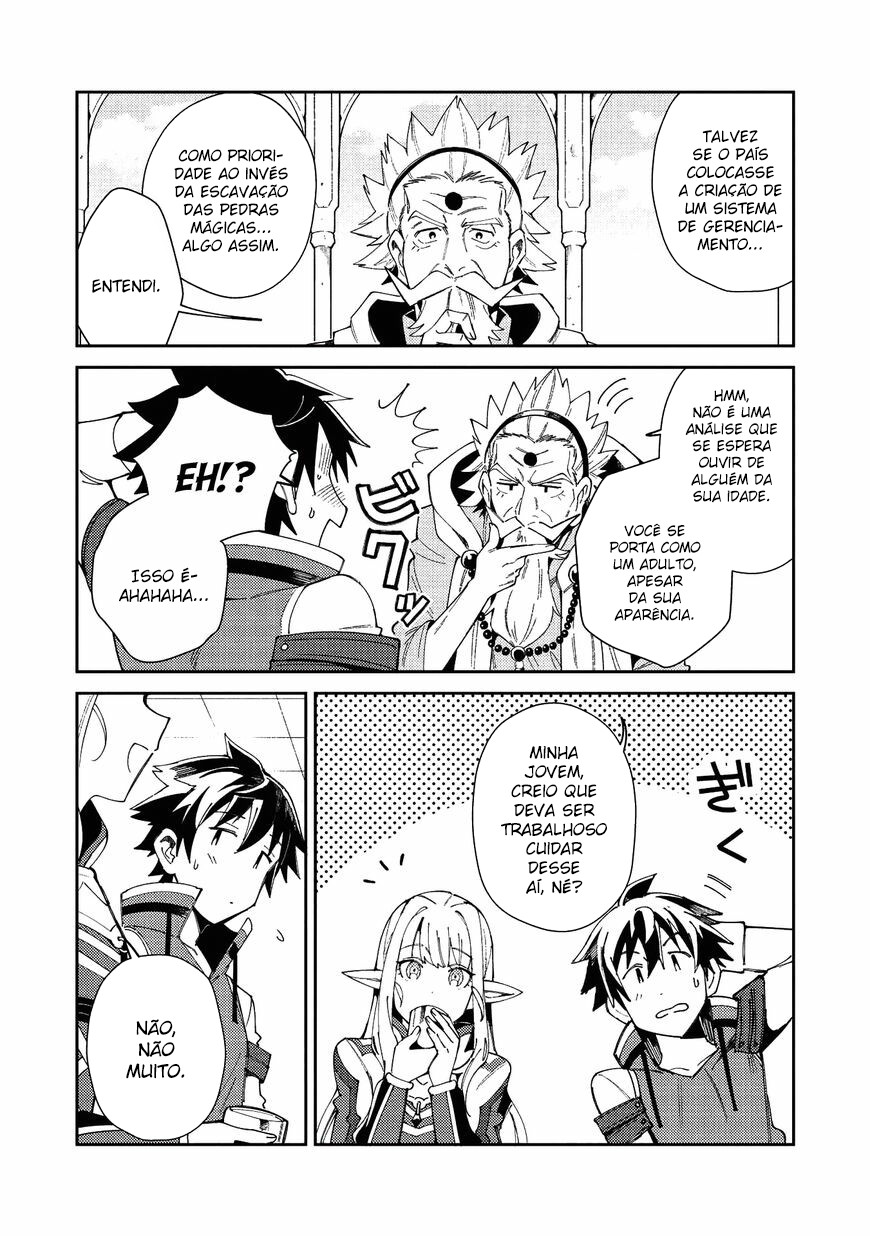 TALVEZ
SE O PAÍS
COLOCASSE
A CRIAÇÃO DE
UM SISTEMA
DE GERENCIA-
MENTO...
COMO PRIORI-
DADE AO INVÉS
DA ESCAVAÇÃO
DAS PEDRAS
MÁGICAS...
ALGO ASSIM.
ENTENDI.
HMM,
NÃO É UMA
ANÁLISE QUE
SE ESPERA
OUVIR DE
ALGUÉM DA
SUA IDADE.
VOCÊ SE
PORTA COMO
UM ADULTO,
APESAR
DA SUA
APARÊNCIA.
ビクッ
EH!?
ISSO É-
AHAHAHA...
ぎく
MINHA
JOVEM,
CREIO QUE
DEVA SER
TRABALHOSO
CUIDAR
DESSE
AÍ, NÉ?
NÃO,
NÃO
MUITO.